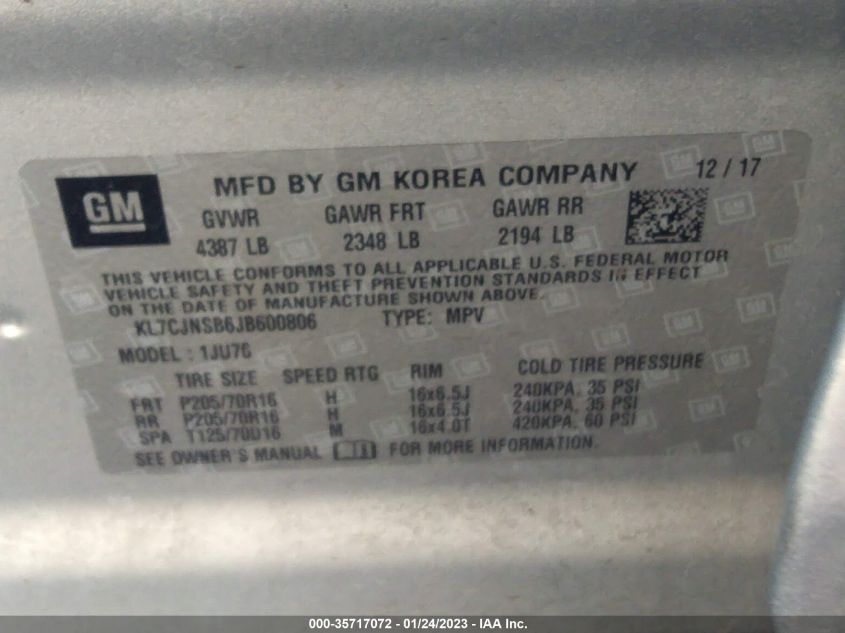 GM
MFD BY GM KOREA COMPANY 12 / 17
GVWR GAWR FRT GAWR RR
4387 LB 2348 LB 2194 LB
THIS VEHICLE CONFORMS TO ALL APPLICABLE U.S. FEDERAL MOTOR
VEHICLE SAFETY AND THEFT PREVENTION STANDARDS IN EFFECT
ON THE DATE OF MANUFACTURE SHOWN ABOVE.
KL7CJNSB6JB600806 TYPE: MPV
MODEL : 1JU76
TIRE SIZE SPEED RTG RIM COLD TIRE PRESSURE
FRT P205/70R16 H 16x6.5J 240KPA, 35 PSI
RR P205/70R16 H 16x6.5J 240KPA, 35 PSI
SPA T125/70D16 M 16x4.0T 420KPA, 60 PSI
SEE OWNER'S MANUAL FOR MORE INFORMATION.
000-35717072 - 01/24/2023 - IAA Inc.